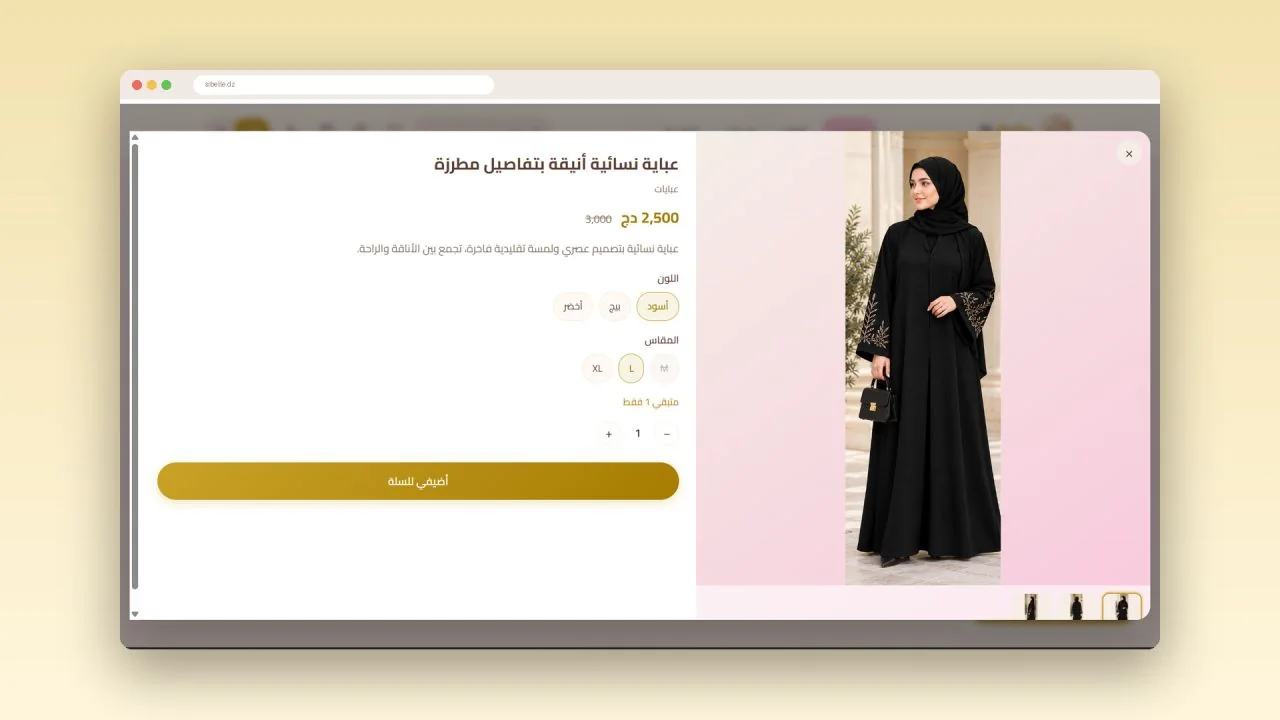 sibelle.dz
×
عباية نسائية أنيقة بتفاصيل مطرزة
عبايات
2,500 دج 3,000
عباية نسائية بتصميم عصري ولمسة تقليدية فاخرة، تجمع بين الأناقة والراحة.
اللون
أسود بيج أخضر
المقاس
M L XL
متبقي 1 فقط
− 1 +
أضيفي للسلة